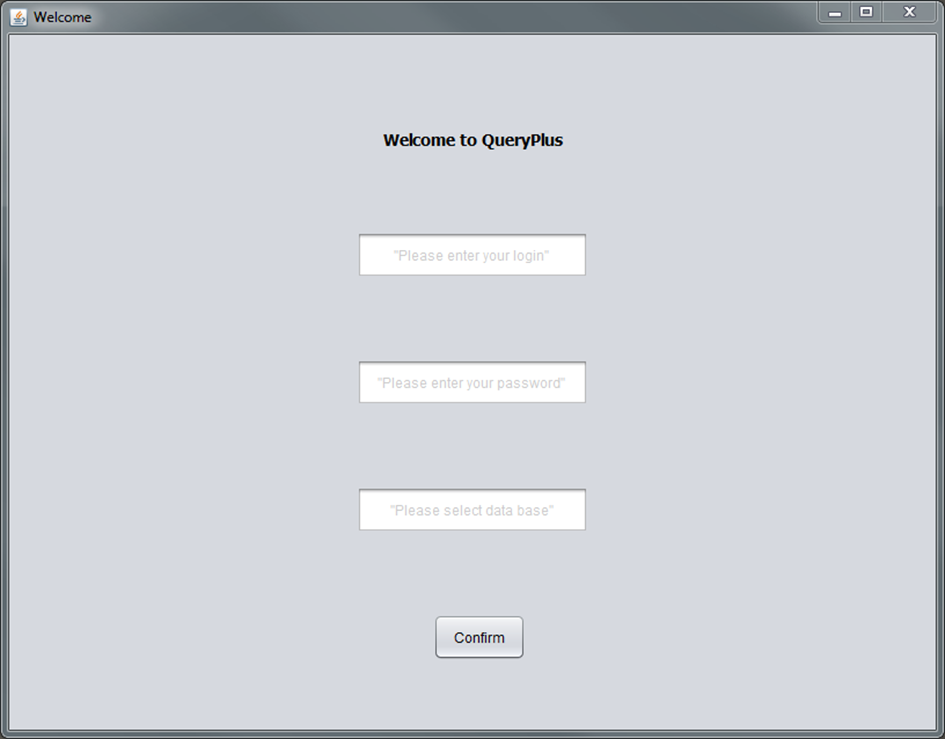 Welcome
Welcome to QueryPlus
"Please enter your login"
"Please enter your password"
"Please select data base"
Confirm